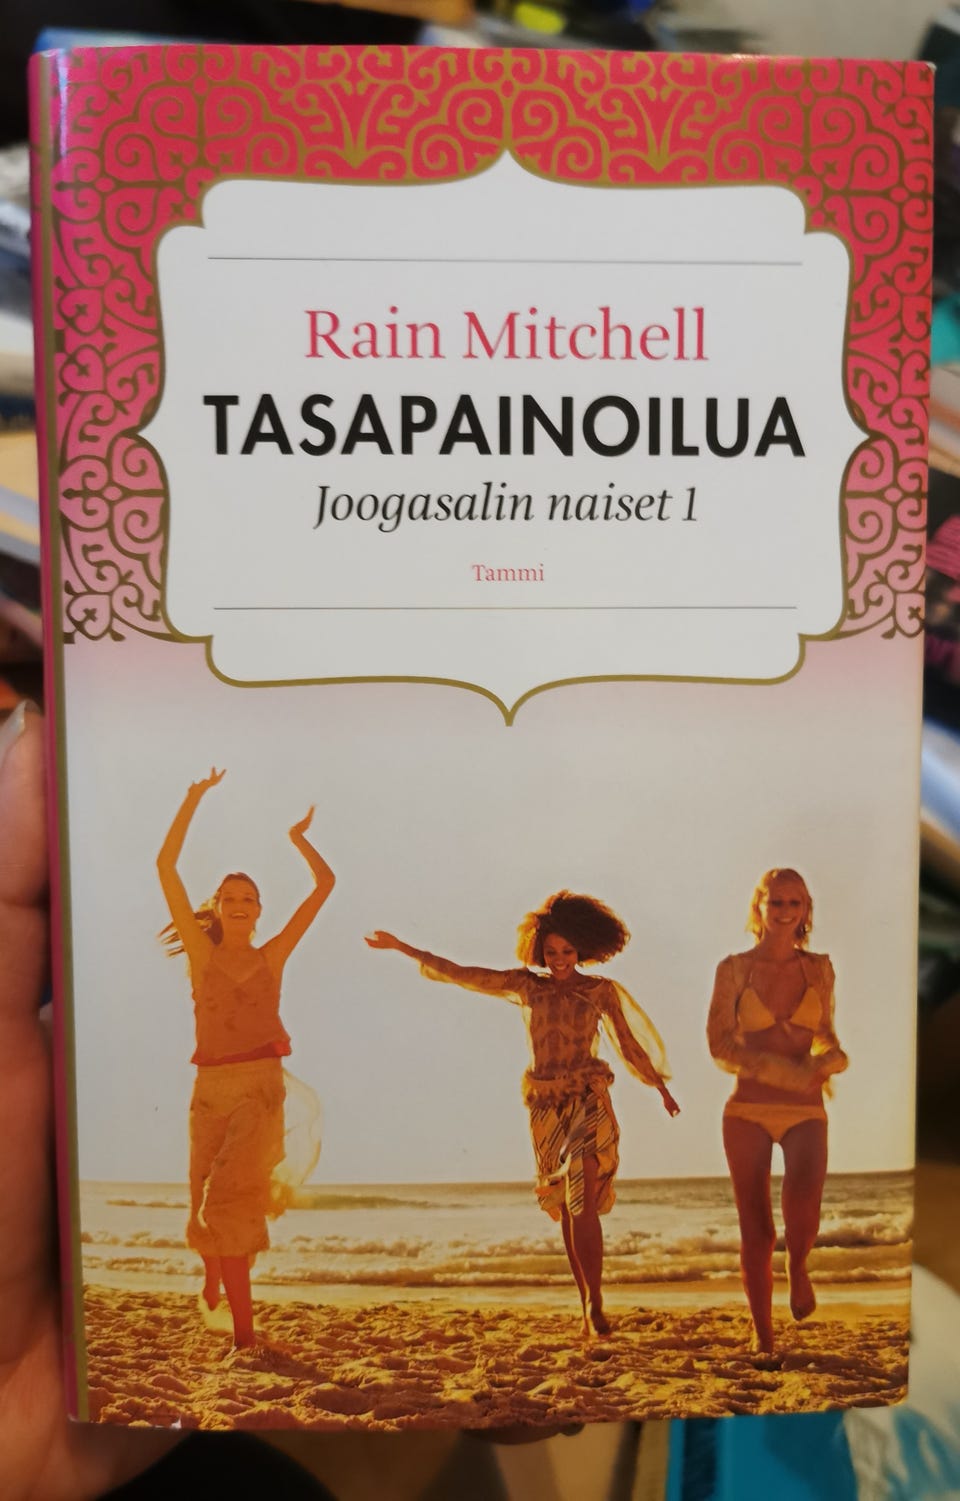 Rain Mitchell
TASAPAINOILUA
Joogasalin naiset 1
Tammi